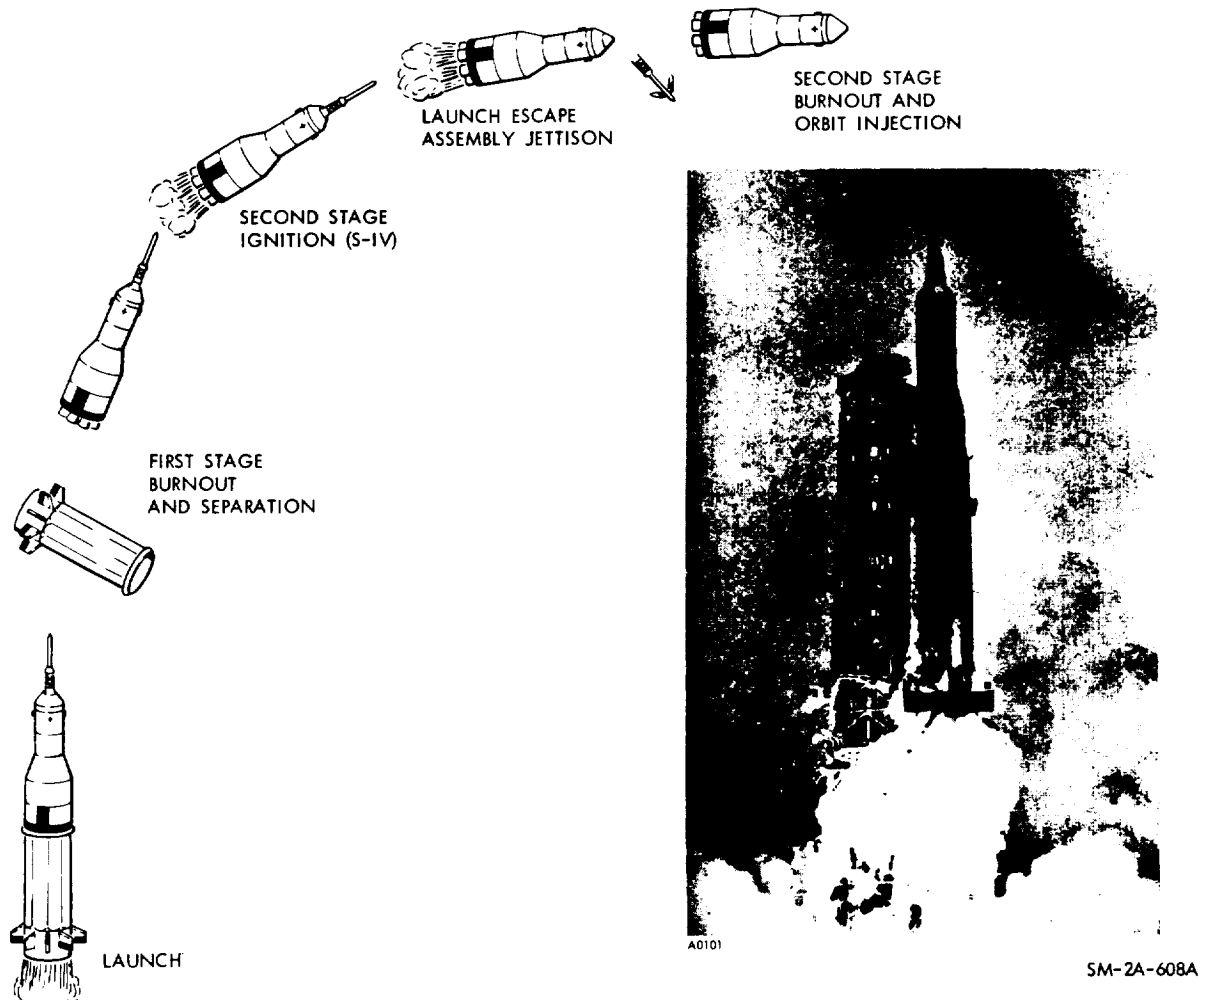 SECOND STAGE
BURNOUT AND
ORBIT INJECTION
LAUNCH ESCAPE
ASSEMBLY JETTISON
SECOND STAGE
IGNITION (S-IV)
FIRST STAGE
BURNOUT
AND SEPARATION
LAUNCH
A0101
SM-2A-608A